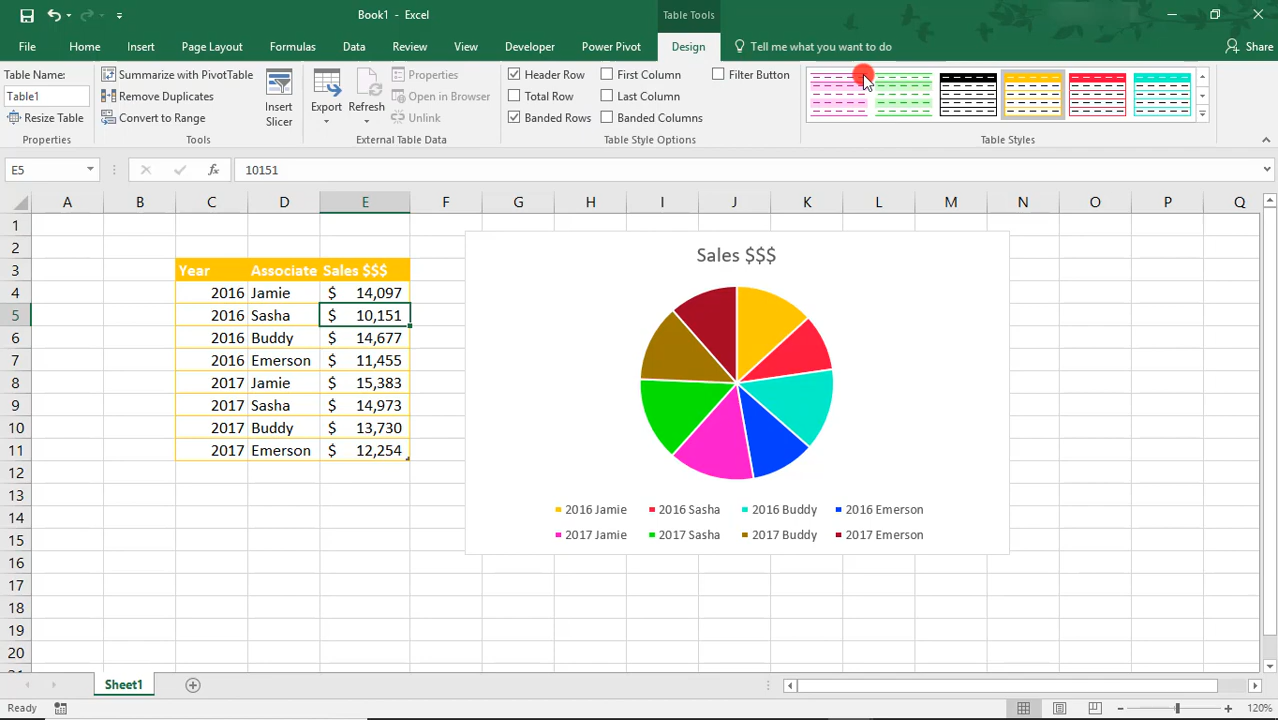 Book1 - Excel
Table Tools
File Home Insert Page Layout Formulas Data Review View Developer Power Pivot Design Tell me what you want to do Share
Table Name:
Table1
Resize Table
Properties
Summarize with PivotTable
Remove Duplicates
Convert to Range
Tools
Insert
Slicer
Export
Refresh
Properties
Open in Browser
Unlink
External Table Data
Header Row
Total Row
Banded Rows
First Column
Last Column
Banded Columns
Filter Button
Table Style Options
Table Styles
E5 fx 10151
A B C D E F G H I J K L M N O P Q
1
2
3 Year Associate Sales $$$
4 2016 Jamie $ 14,097
5 2016 Sasha $ 10,151
6 2016 Buddy $ 14,677
7 2016 Emerson $ 11,455
8 2017 Jamie $ 15,383
9 2017 Sasha $ 14,973
10 2017 Buddy $ 13,730
11 2017 Emerson $ 12,254
12
13
14
15
16
17
18
19
20
Sales $$$
2016 Jamie 2016 Sasha 2016 Buddy 2016 Emerson
2017 Jamie 2017 Sasha 2017 Buddy 2017 Emerson
Sheet1
Ready
120%